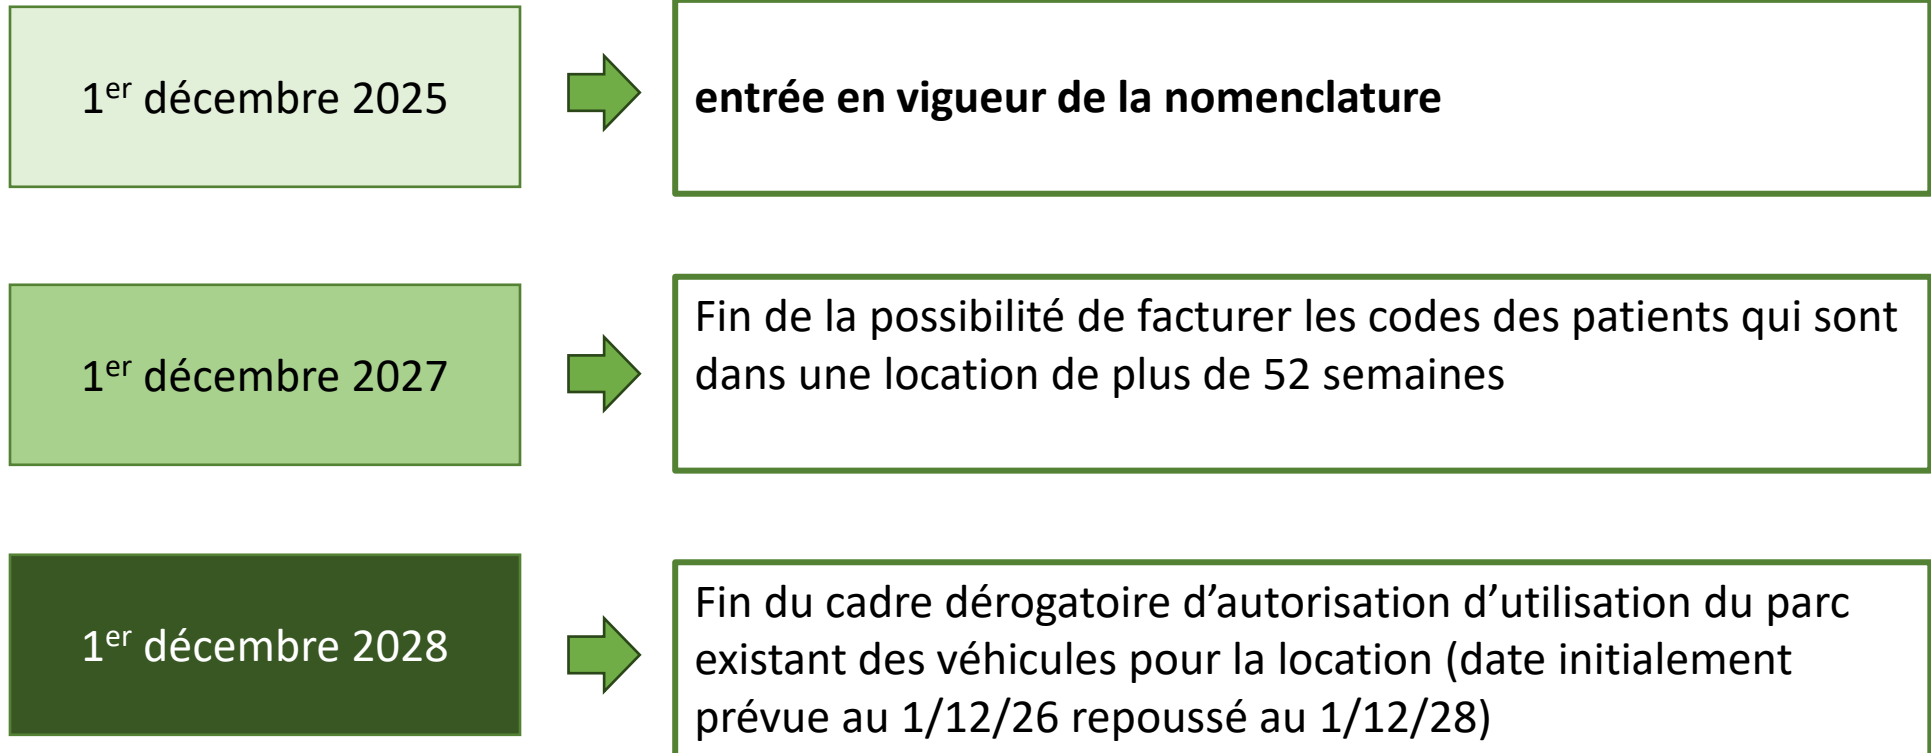 1er décembre 2025
entrée en vigueur de la nomenclature
1er décembre 2027
Fin de la possibilité de facturer les codes des patients qui sont
dans une location de plus de 52 semaines
1er décembre 2028
Fin du cadre dérogatoire d’autorisation d’utilisation du parc
existant des véhicules pour la location (date initialement
prévue au 1/12/26 repoussé au 1/12/28)